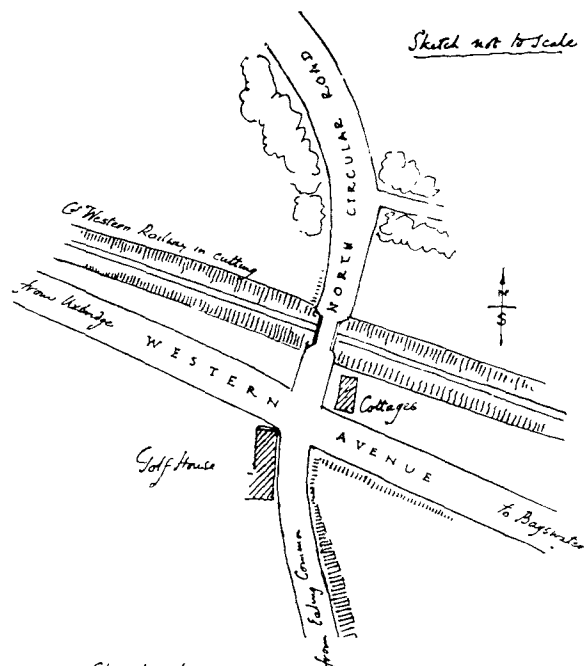 Sketch not to Scale
NORTH CIRCULAR ROAD
Gt Western Railway in cutting
N
S
from Uxbridge
WESTERN AVENUE
Cottages
Golf House
to Bayswater
from Ealing Common